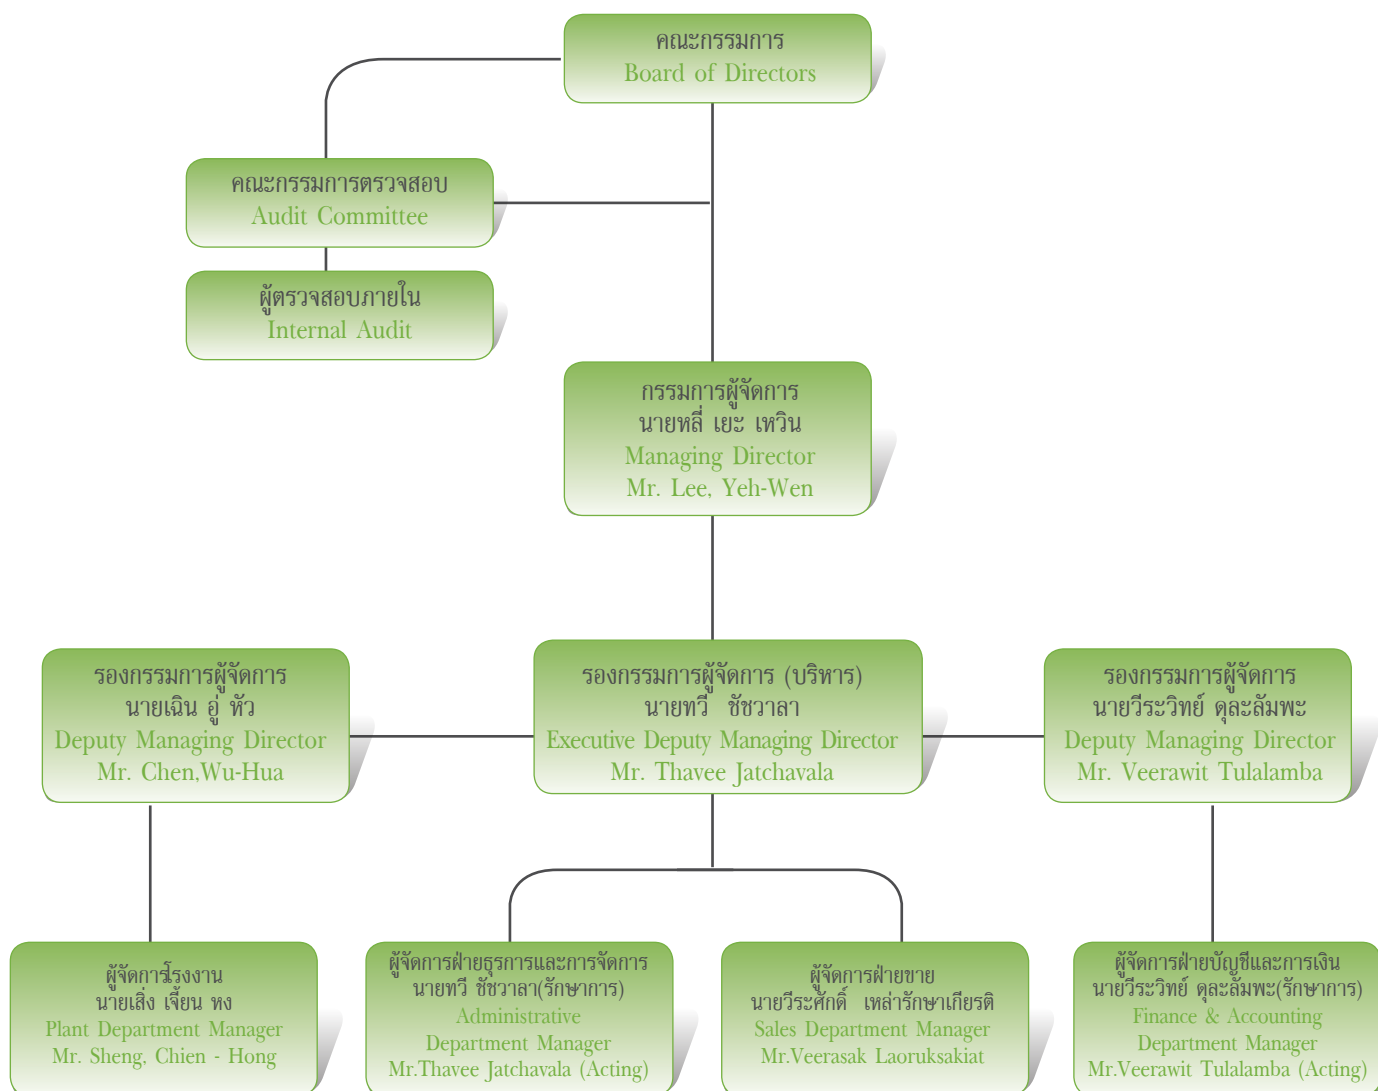 คณะกรรมการ
Board of Directors
คณะกรรมการตรวจสอบ
Audit Committee
ผู้ตรวจสอบภายใน
Internal Audit
กรรมการผู้จัดการ
นายหลี่ เยะ เหวิน
Managing Director
Mr. Lee, Yeh-Wen
รองกรรมการผู้จัดการ
นายเฉิน อู่ หัว
Deputy Managing Director
Mr. Chen,Wu-Hua
รองกรรมการผู้จัดการ (บริหาร)
นายทวี ชัชวาลา
Executive Deputy Managing Director
Mr. Thavee Jatchavala
รองกรรมการผู้จัดการ
นายวีระวิทย์ ดุละลัมพะ
Deputy Managing Director
Mr. Veerawit Tulalamba
ผู้จัดการโรงงาน
นายเสิ่ง เจี้ยน หง
Plant Department Manager
Mr. Sheng, Chien - Hong
ผู้จัดการฝ่ายธุรการและการจัดการ
นายทวี ชัชวาลา(รักษาการ)
Administrative
Department Manager
Mr.Thavee Jatchavala (Acting)
ผู้จัดการฝ่ายขาย
นายวีระศักดิ์ เหล่ารักษาเกียรติ
Sales Department Manager
Mr.Veerasak Laoruksakiat
ผู้จัดการฝ่ายบัญชีและการเงิน
นายวีระวิทย์ ดุละลัมพะ(รักษาการ)
Finance & Accounting
Department Manager
Mr.Veerawit Tulalamba (Acting)